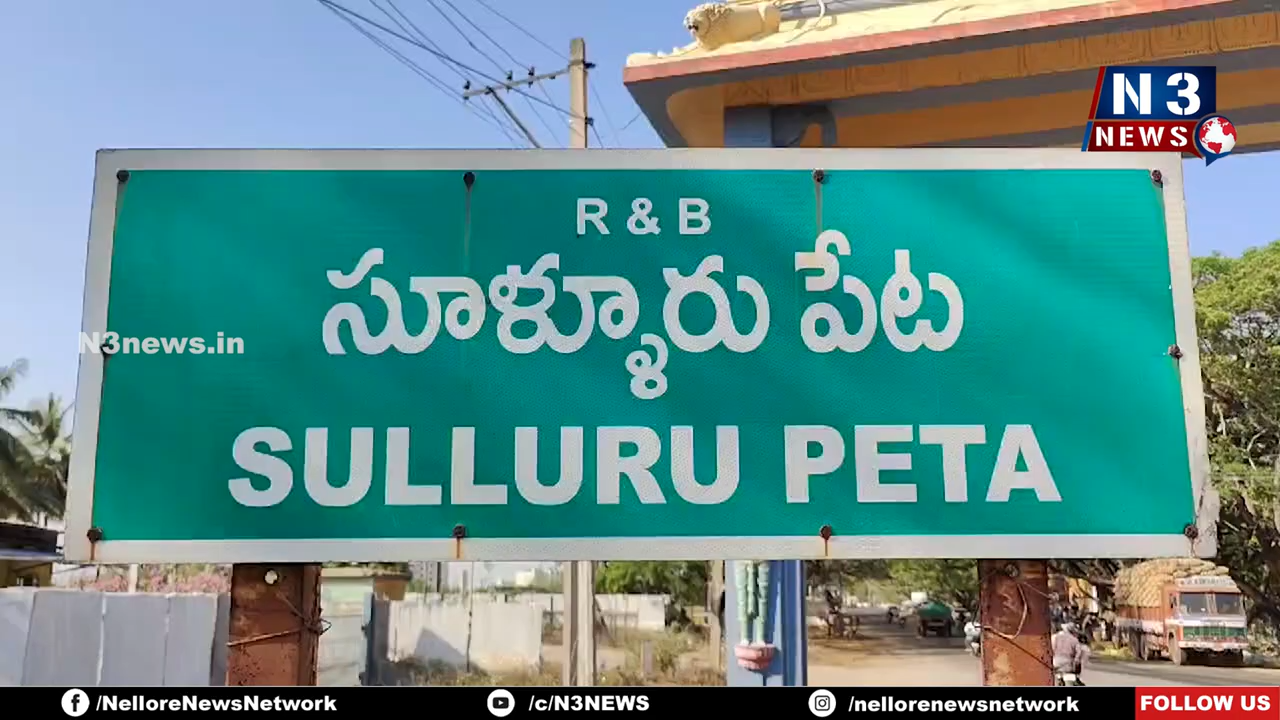 N3
NEWS
R & B
సూళ్ళూరు పేట
N3news.in
SULLURU PETA
/NelloreNewsNetwork
/c/N3NEWS
/nellorenewsnetwork
FOLLOW US